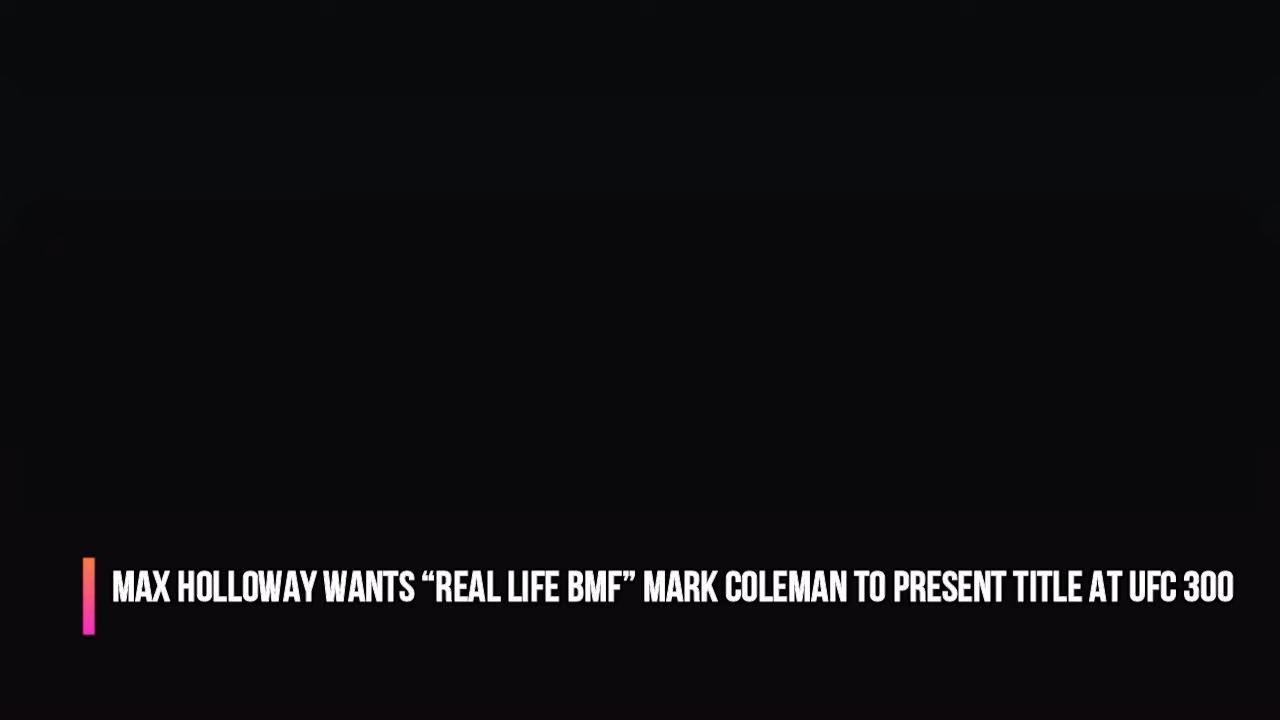 MAX HOLLOWAY WANTS “REAL LIFE BMF” MARK COLEMAN TO PRESENT TITLE AT UFC 300